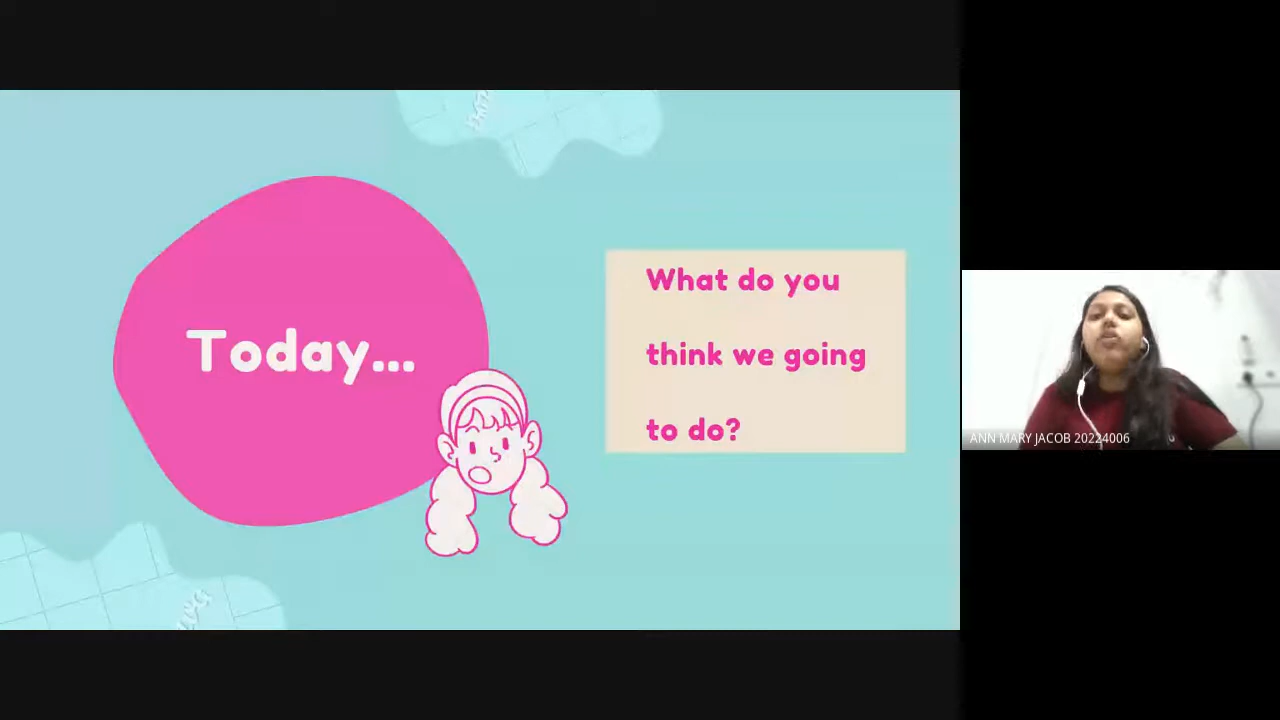 Today...
What do you
think we going
to do?
ANN MARY JACOB 20224006